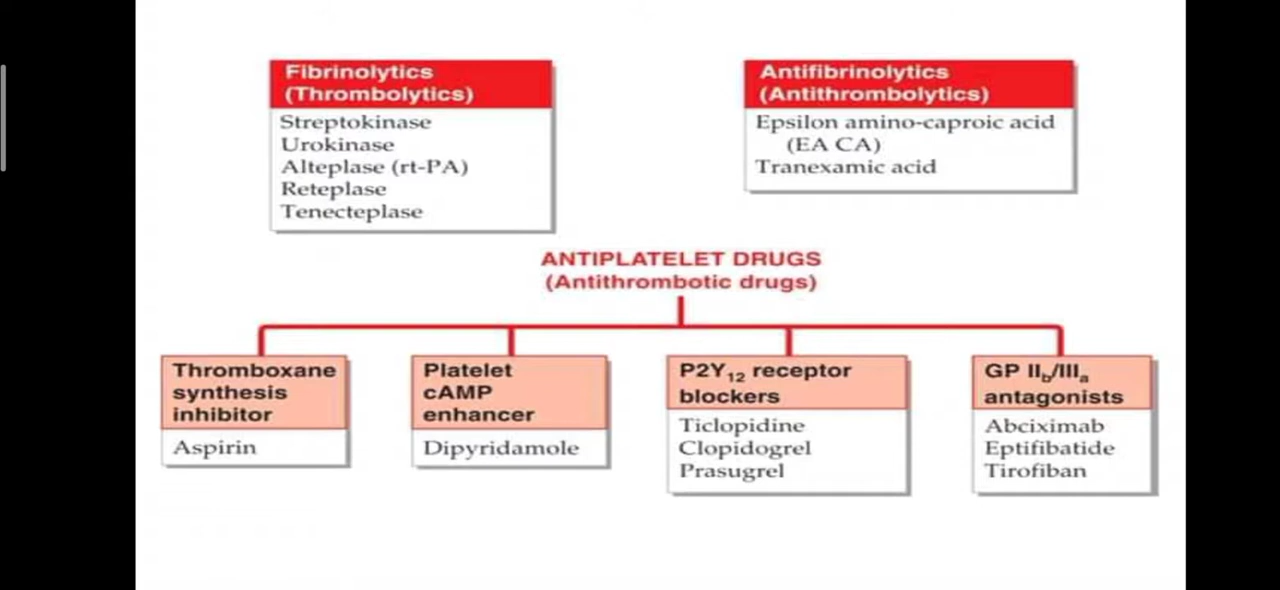 Fibrinolytics
(Thrombolytics)
Streptokinase
Urokinase
Alteplase (rt-PA)
Reteplase
Tenecteplase
Antifibrinolytics
(Antithrombolytics)
Epsilon amino-caproic acid
(EA CA)
Tranexamic acid
ANTIPLATELET DRUGS
(Antithrombotic drugs)
Thromboxane
synthesis
inhibitor
Aspirin
Platelet
cAMP
enhancer
Dipyridamole
P2Y12 receptor
blockers
Ticlopidine
Clopidogrel
Prasugrel
GP IIb/IIIa
antagonists
Abciximab
Eptifibatide
Tirofiban